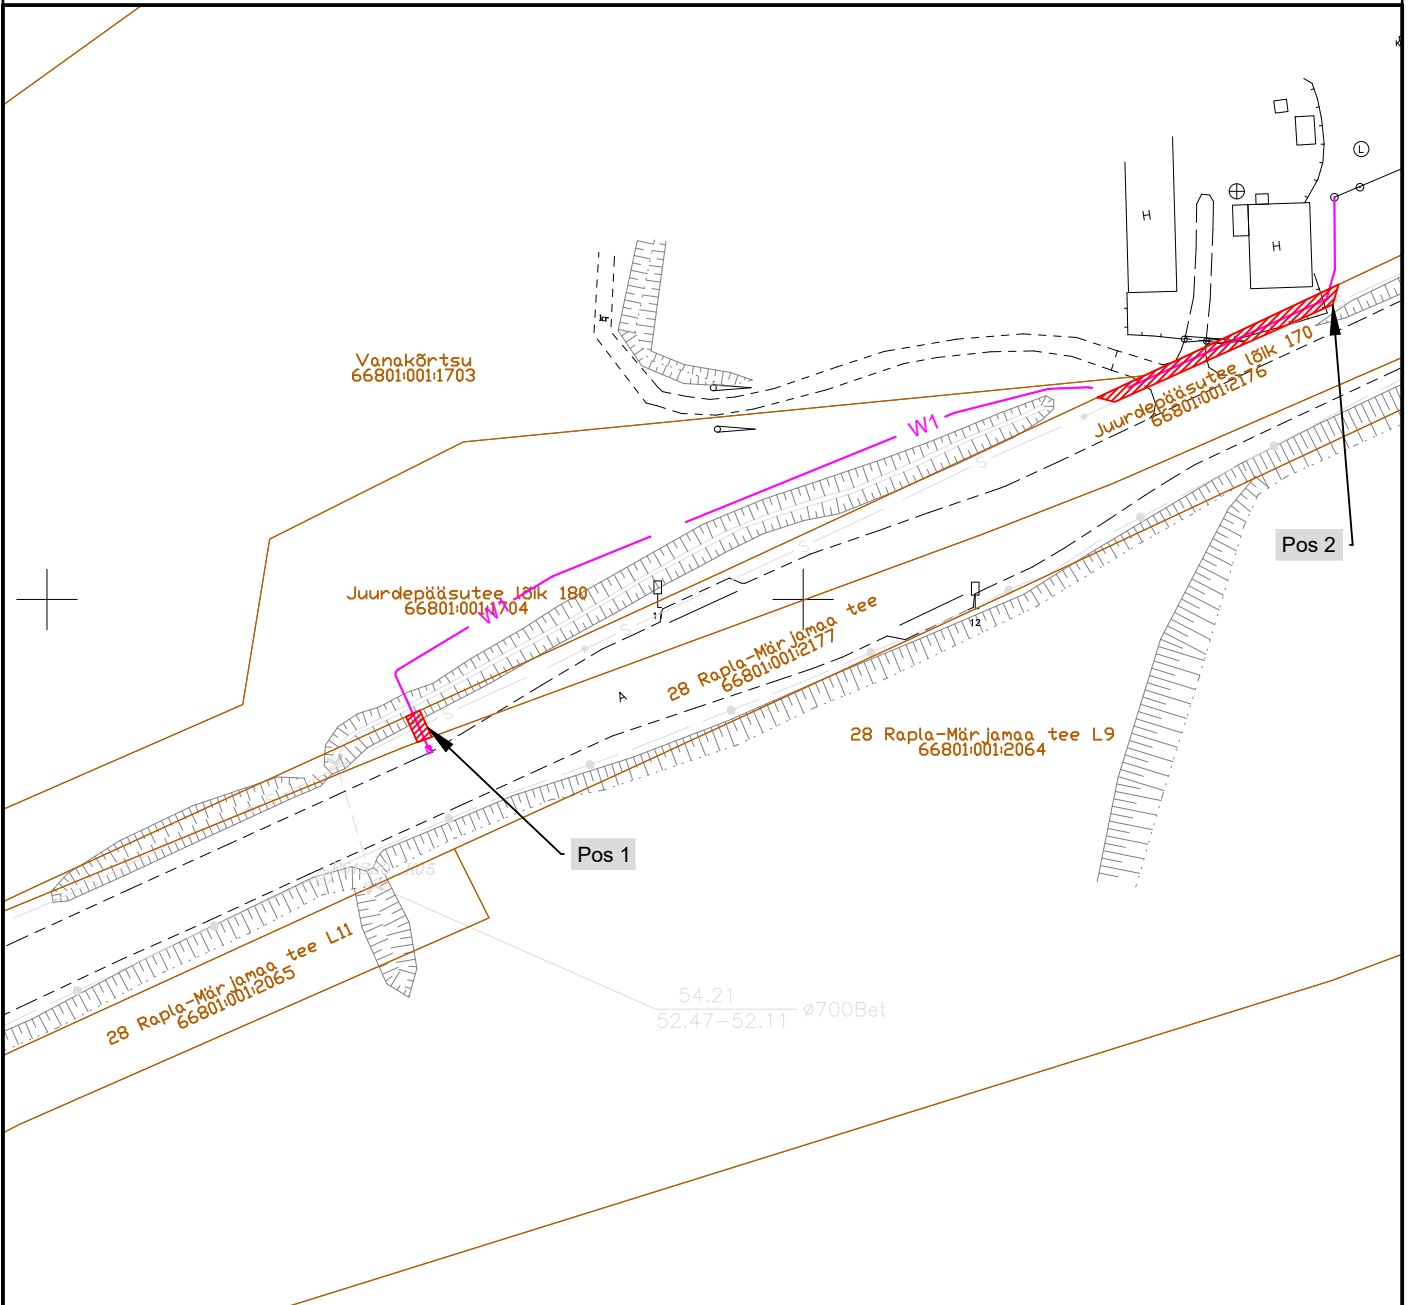 K
L
H
H
kr
Vanakõrtsu
66801:001:1703
Juurdepääsutee lõik 170
66801:001:2176
W1
S
Pos 2
S
Juurdepääsutee lõik 180
66801:001:1704
W1
11
12
S
28 Rapla-Märjamaa tee
66801:001:2177
A
S
28 Rapla-Märjamaa tee L9
66801:001:2064
Pos 1
28 Rapla-Märjamaa tee L11
66801:001:2065
54.21
52.47-52.11 ø700Bet